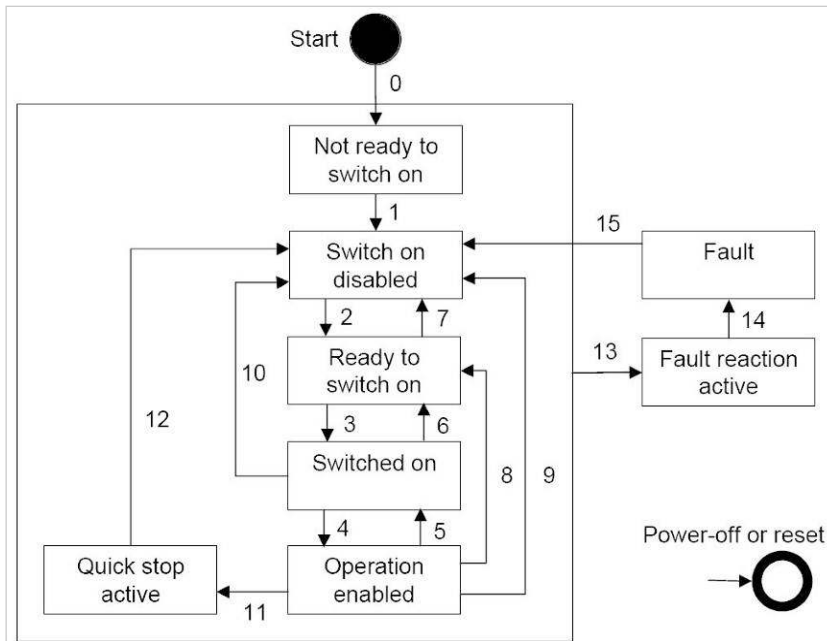 Start
0
Not ready to
switch on
1
15
Switch on
disabled
Fault
2
7
14
10
Ready to
switch on
13
Fault reaction
active
12
3
6
Switched on
8
9
4
5
Power-off or reset
Quick stop
active
Operation
enabled
11